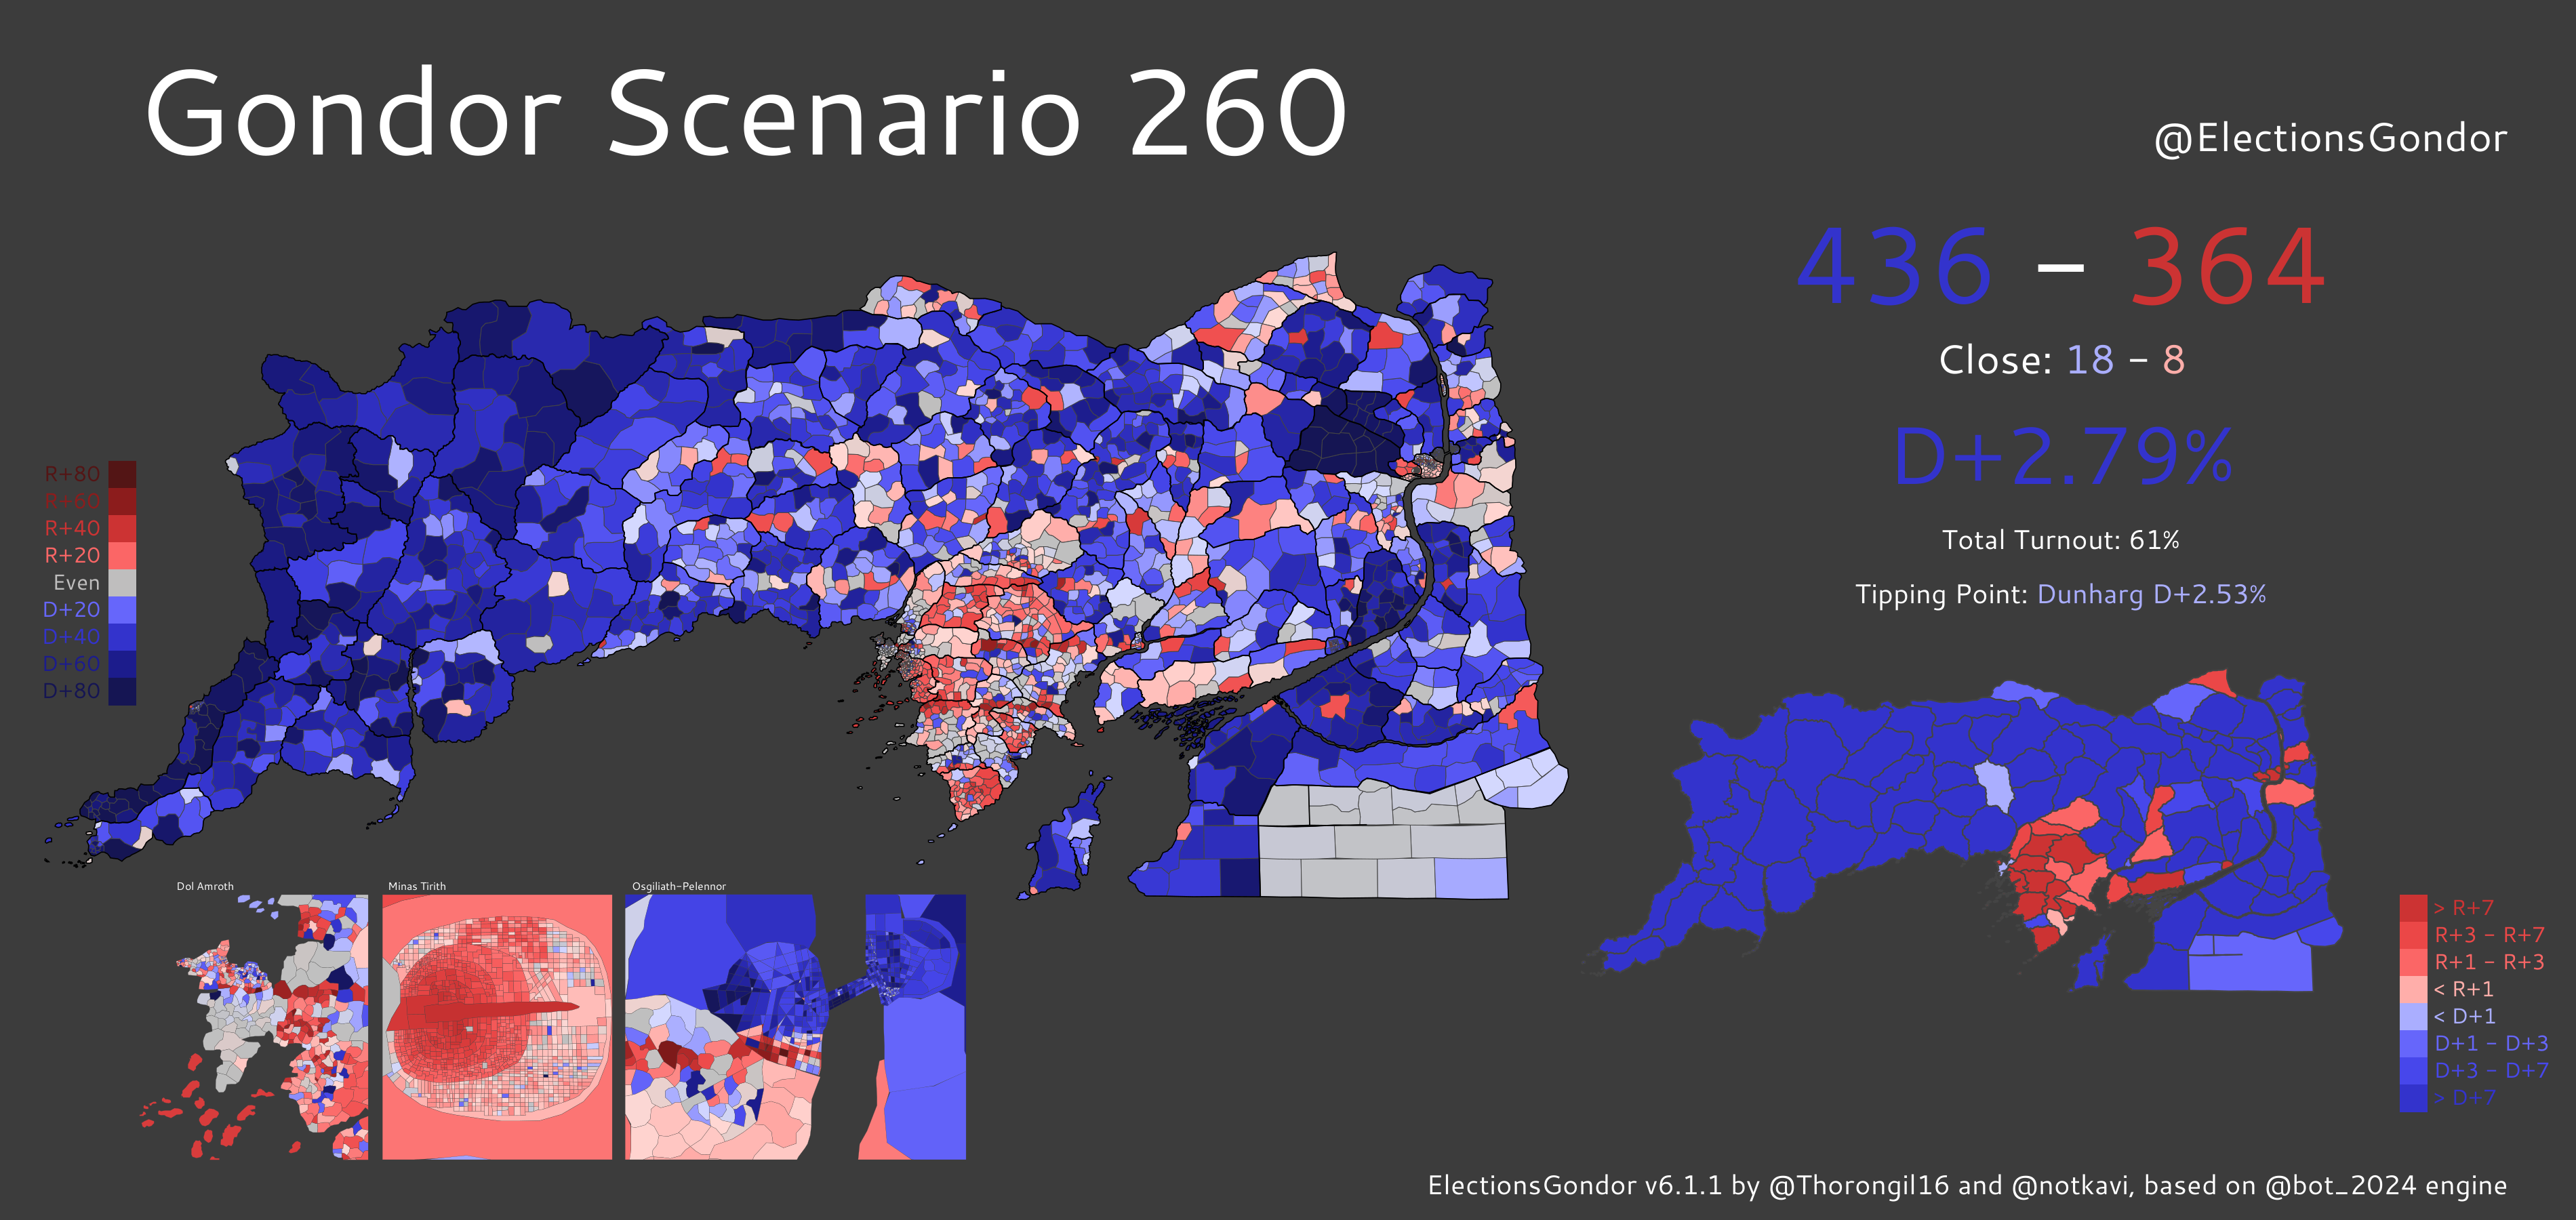 Gondor Scenario 260
@ElectionsGondor
436 – 364
Close: 18 - 8
D+2.79%
Total Turnout: 61%
Tipping Point: Dunharg D+2.53%
R+80
R+60
R+40
R+20
Even
D+20
D+40
D+60
D+80
Dol Amroth
Minas Tirith
Osgiliath-Pelennor
> R+7
R+3 - R+7
R+1 - R+3
< R+1
< D+1
D+1 - D+3
D+3 - D+7
> D+7
ElectionsGondor v6.1.1 by @Thorongil16 and @notkavi, based on @bot_2024 engine